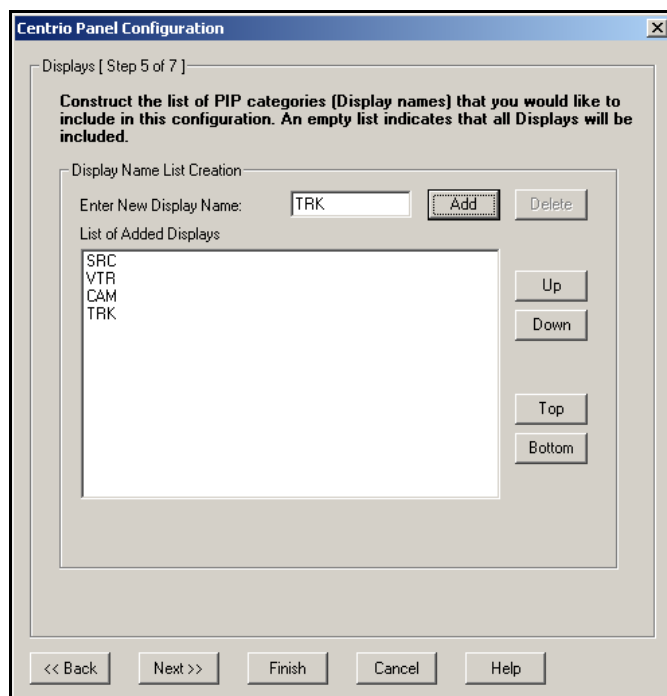 Centrio Panel Configuration
Displays [ Step 5 of 7 ]
Construct the list of PIP categories (Display names) that you would like to
include in this configuration. An empty list indicates that all Displays will be
included.
Display Name List Creation
Enter New Display Name:
TRK
Add
Delete
List of Added Displays
SRC
VTR
CAM
TRK
Up
Down
Top
Bottom
<< Back
Next >>
Finish
Cancel
Help